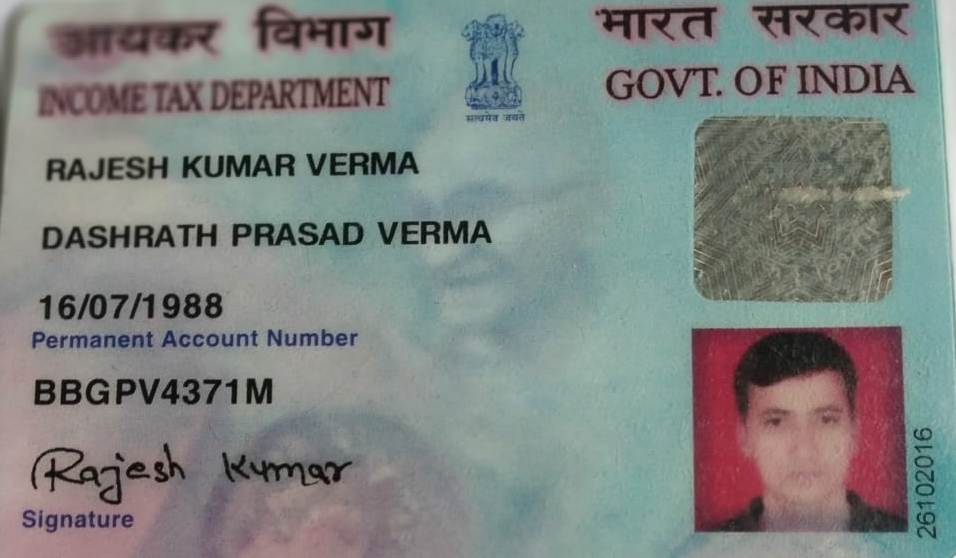 आयकर विभाग
INCOME TAX DEPARTMENT
भारत सरकार
GOVT. OF INDIA
सत्यमेव जयते
RAJESH KUMAR VERMA
DASHRATH PRASAD VERMA
16/07/1988
Permanent Account Number
BBGPV4371M
Rajesh Kumar
Signature
26102016